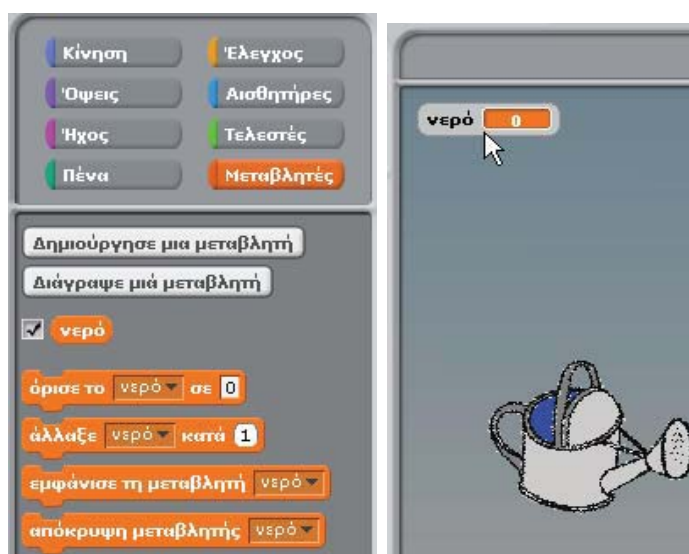 Κίνηση Έλεγχος
Όψεις Αισθητήρες
Ήχος Τελεστές
Πένα Μεταβλητές
Δημιούργησε μια μεταβλητή
Διάγραψε μιά μεταβλητή
νερό
όρισε το νερό σε 0
άλλαξε νερό κατά 1
εμφάνισε τη μεταβλητή νερό
απόκρυψη μεταβλητής νερό
νερό 0